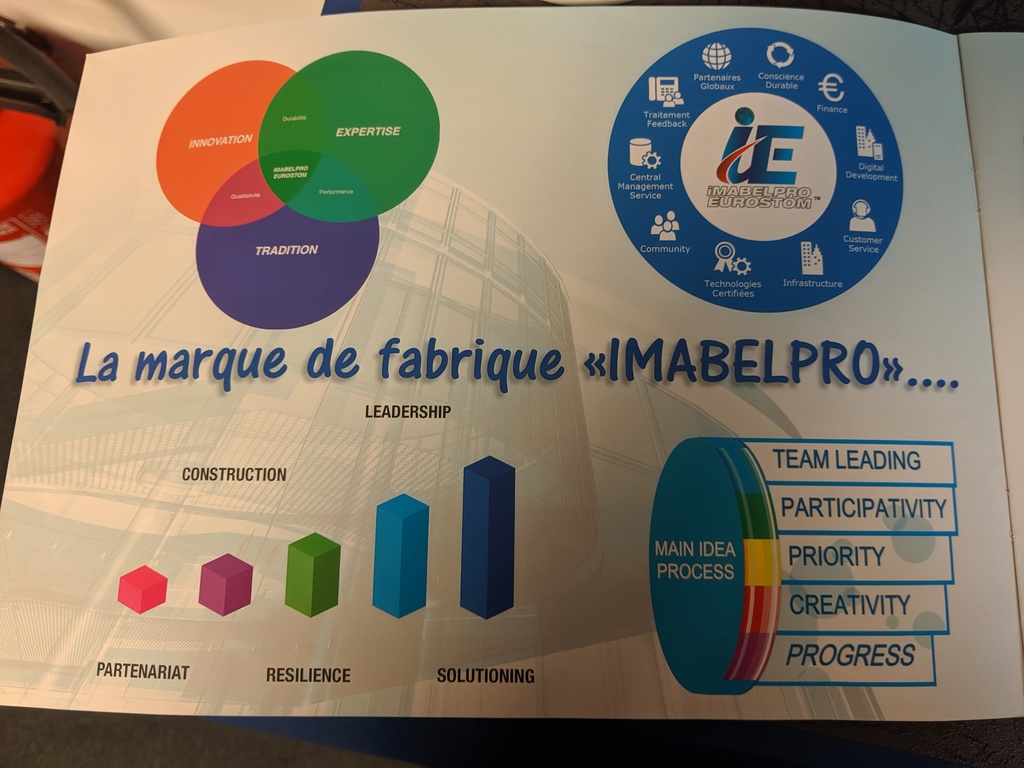 INNOVATION
Qualitative
Durable
IMABELPRO
EUROSTOM
TRADITION
Performance
EXPERTISE
Traitement
Feedback
Partenaires
Globaux
Conscience
Durable
Finance
Digital
Development
Customer
Service
Infrastructure
Technologies
Certifiées
Community
Central
Management
Service
iE
iMABELPRO
EUROSTOM™
La marque de fabrique «IMABELPRO»....
LEADERSHIP
CONSTRUCTION
PARTENARIAT
RESILIENCE
SOLUTIONING
MAIN IDEA
PROCESS
TEAM LEADING
PARTICIPATIVITY
PRIORITY
CREATIVITY
PROGRESS